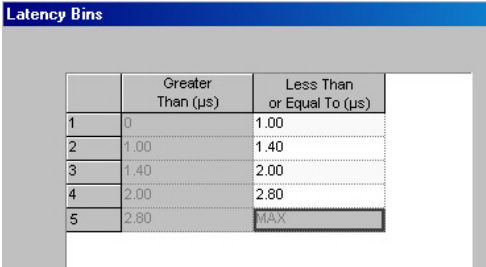 Latency Bins
Greater Than (µs) Less Than or Equal To (µs)
1 0 1.00
2 1.00 1.40
3 1.40 2.00
4 2.00 2.80
5 2.80 MAX